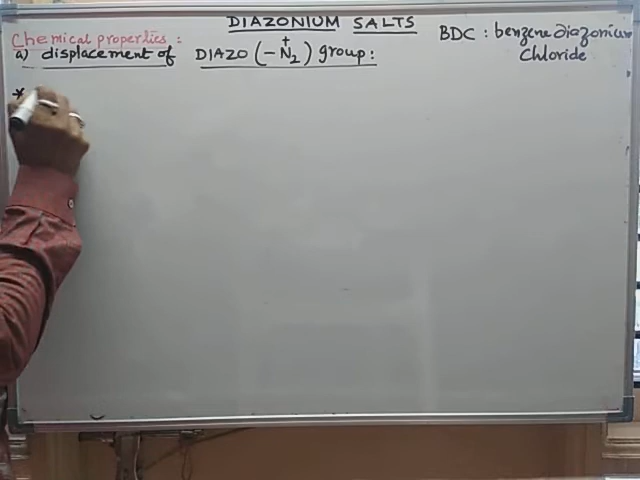 DIAZONIUM SALTS
BDC : benzene diazonium
Chloride
Chemical properties :
a) displacement of DIAZO (-N₂⁺) group :
*